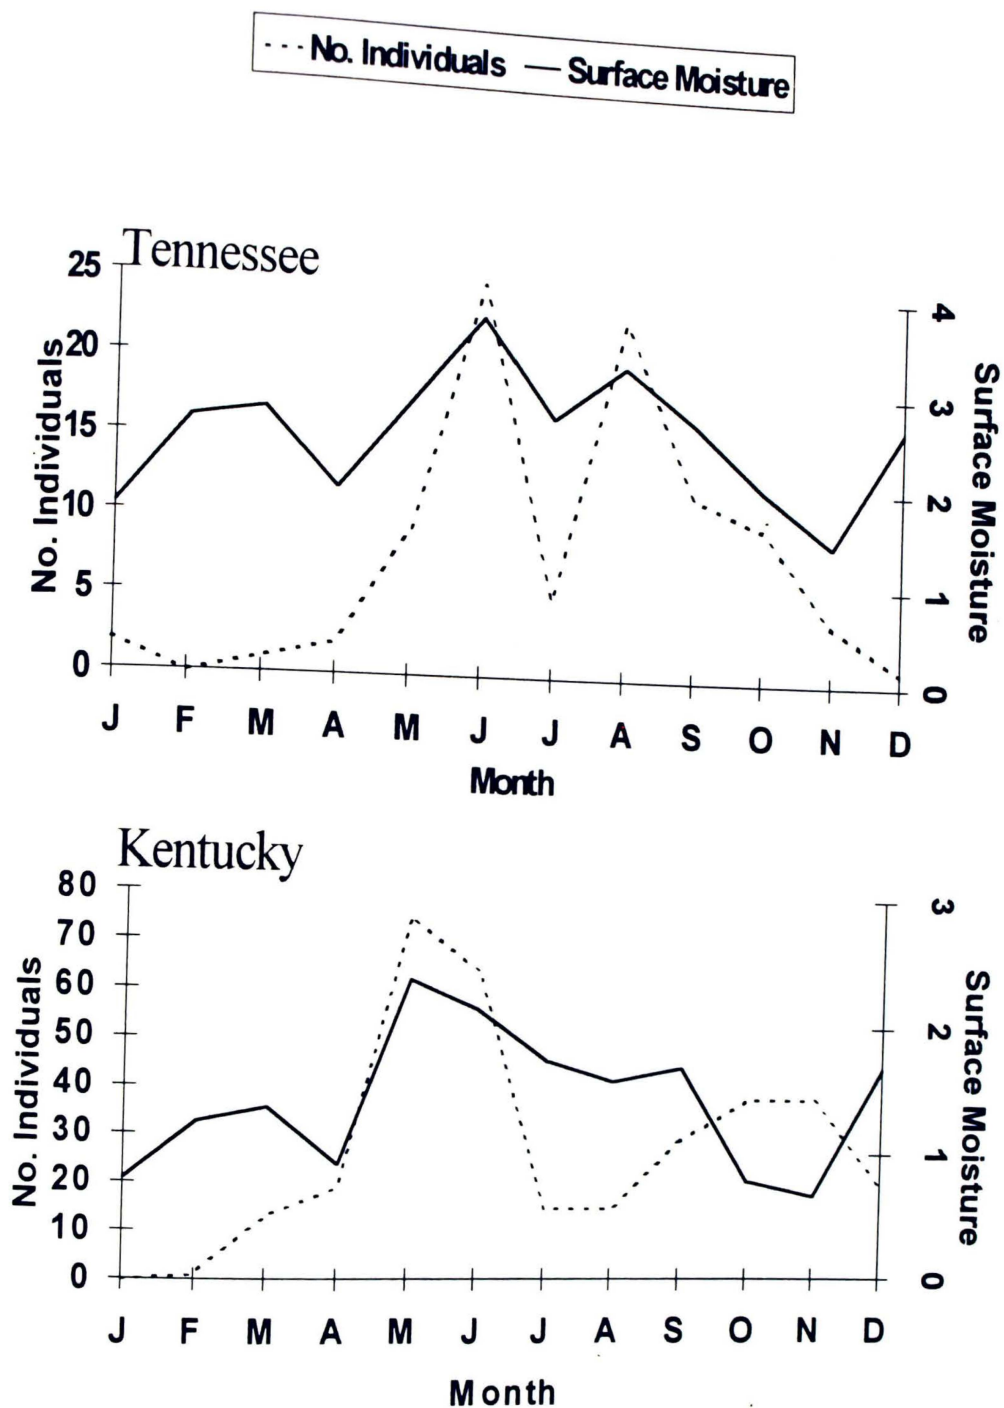 --- No. Individuals — Surface Moisture
Tennessee
25
20
15
10
5
0
No. Individuals
4
3
2
1
0
Surface Moisture
J F M A M J J A S O N D
Month
Kentucky
80
70
60
50
40
30
20
10
0
No. Individuals
3
2
1
0
Surface Moisture
J F M A M J J A S O N D
Month